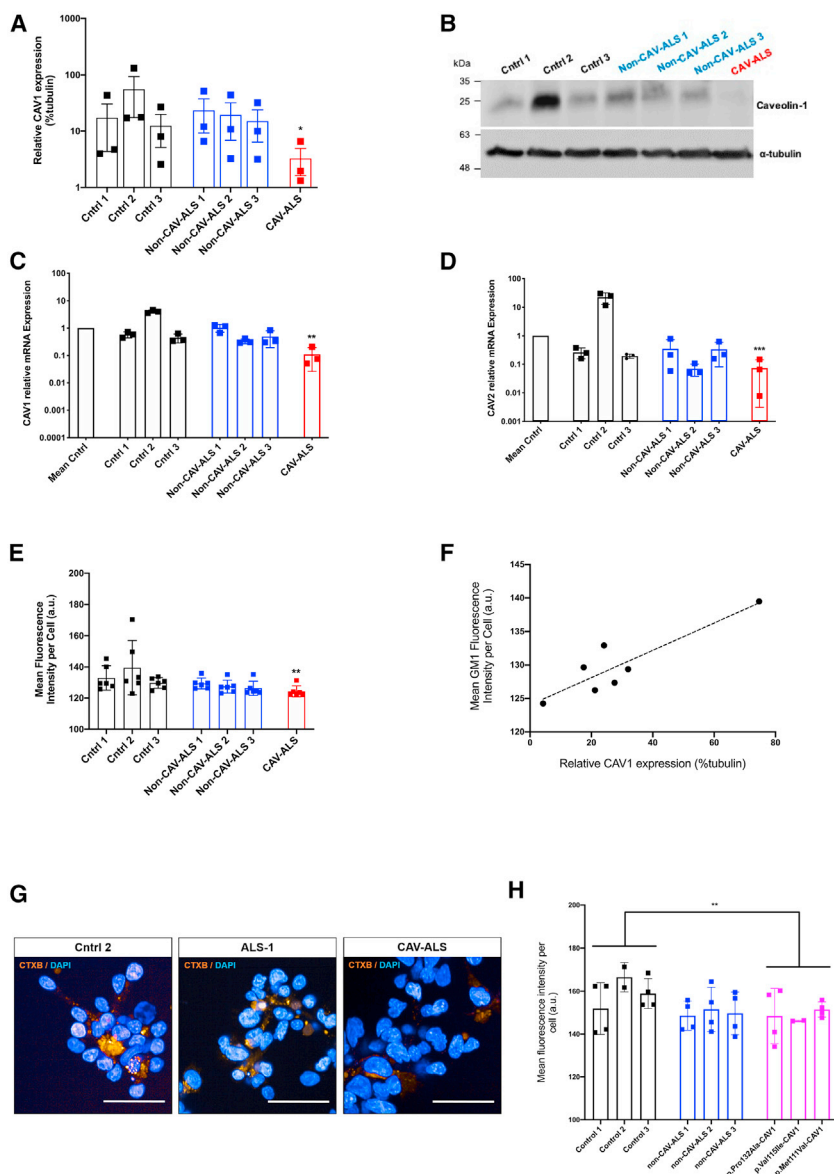 A
Relative CAV1 expression
(%tubulin)
1000
100
10
1
Cntrl 1
Cntrl 2
Cntrl 3
Non-CAV-ALS 1
Non-CAV-ALS 2
Non-CAV-ALS 3
CAV-ALS
*
B
kDa
Cntrl 1
Cntrl 2
Cntrl 3
Non-CAV-ALS 1
Non-CAV-ALS 2
Non-CAV-ALS 3
CAV-ALS
35
25
Caveolin-1
63
48
α-tubulin
C
CAV1 relative mRNA Expression
100
10
1
0.1
0.01
0.001
0.0001
Mean Cntrl
Cntrl 1
Cntrl 2
Cntrl 3
Non-CAV-ALS 1
Non-CAV-ALS 2
Non-CAV-ALS 3
CAV-ALS
**
D
CAV2 relative mRNA Expression
100
10
1
0.1
0.01
0.001
Mean Cntrl
Cntrl 1
Cntrl 2
Cntrl 3
Non-CAV-ALS 1
Non-CAV-ALS 2
Non-CAV-ALS 3
CAV-ALS
***
E
Mean Fluorescence
Intensity per Cell (a.u.)
200
180
160
140
120
100
Cntrl 1
Cntrl 2
Cntrl 3
Non-CAV-ALS 1
Non-CAV-ALS 2
Non-CAV-ALS 3
CAV-ALS
**
F
Mean GM1 Fluorescence
Intensity per Cell (a.u.)
145
140
135
130
125
120
0
20
40
60
80
Relative CAV1 expression (%tubulin)
G
Cntrl 2
CTXB / DAPI
ALS-1
CTXB / DAPI
CAV-ALS
CTXB / DAPI
H
Mean fluorescence intensity per
cell (a.u.)
200
180
160
140
120
100
**
Control 1
Control 2
Control 3
non-CAV-ALS 1
non-CAV-ALS 2
non-CAV-ALS 3
p.Pro132Ala-CAV1
p.Val115Ile-CAV1
p.Met111Val-CAV1